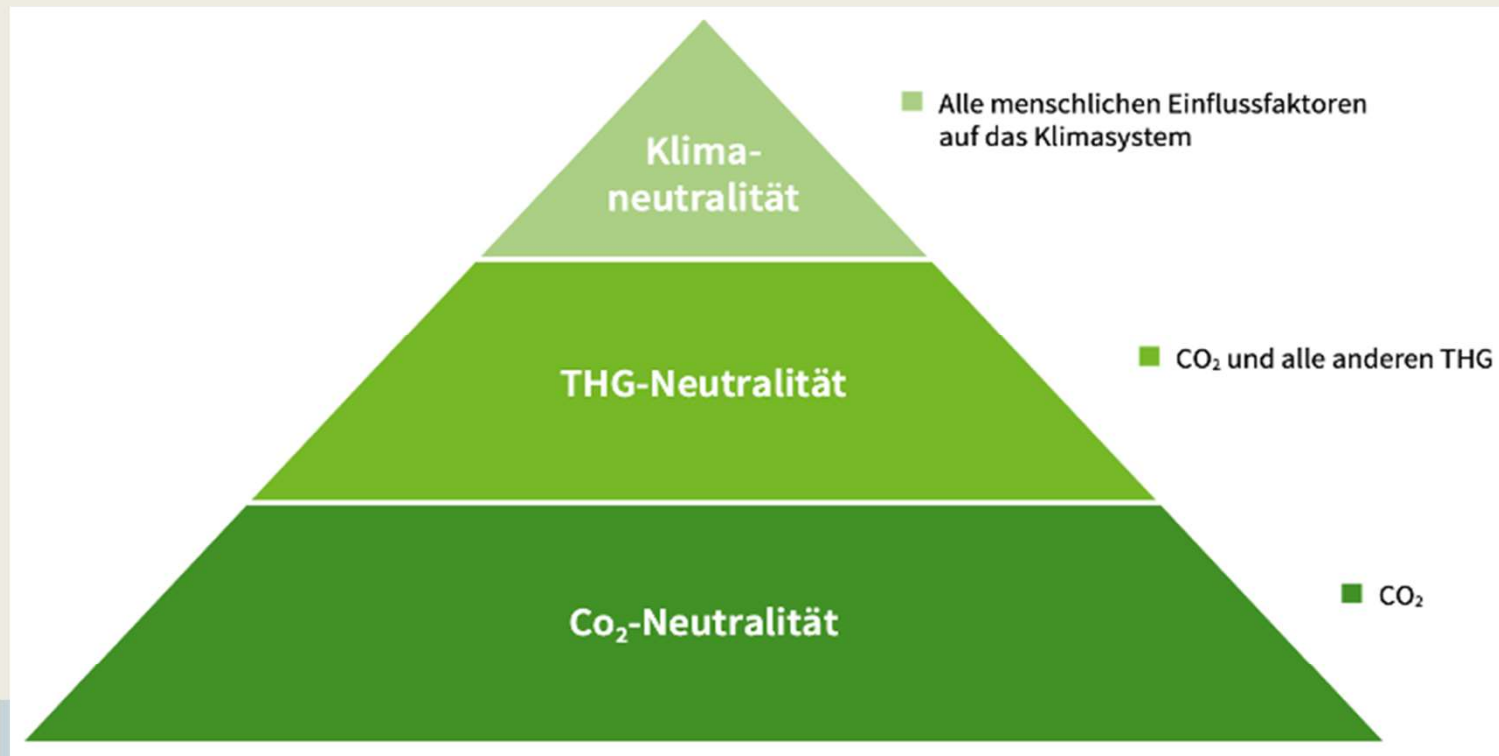 Klima-
neutralität
Alle menschlichen Einflussfaktoren
auf das Klimasystem
THG-Neutralität
CO₂ und alle anderen THG
Co₂-Neutralität
CO₂